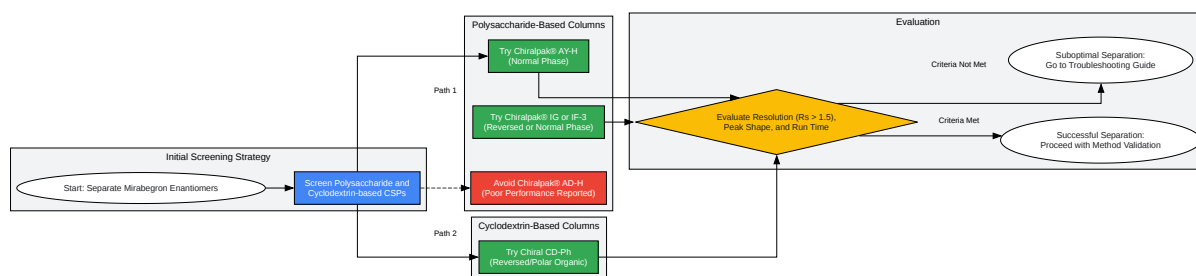 Initial Screening Strategy
Start: Separate Mirabegron Enantiomers
Screen Polysaccharide and
Cyclodextrin-based CSPs
Path 1
Path 2
Polysaccharide-Based Columns
Try Chiralpak® AY-H
(Normal Phase)
Try Chiralpak® IG or IF-3
(Reversed or Normal Phase)
Avoid Chiralpak® AD-H
(Poor Performance Reported)
Cyclodextrin-Based Columns
Try Chiral CD-Ph
(Reversed/Polar Organic)
Evaluation
Evaluate Resolution (Rs > 1.5),
Peak Shape, and Run Time
Criteria Not Met
Suboptimal Separation:
Go to Troubleshooting Guide
Criteria Met
Successful Separation:
Proceed with Method Validation